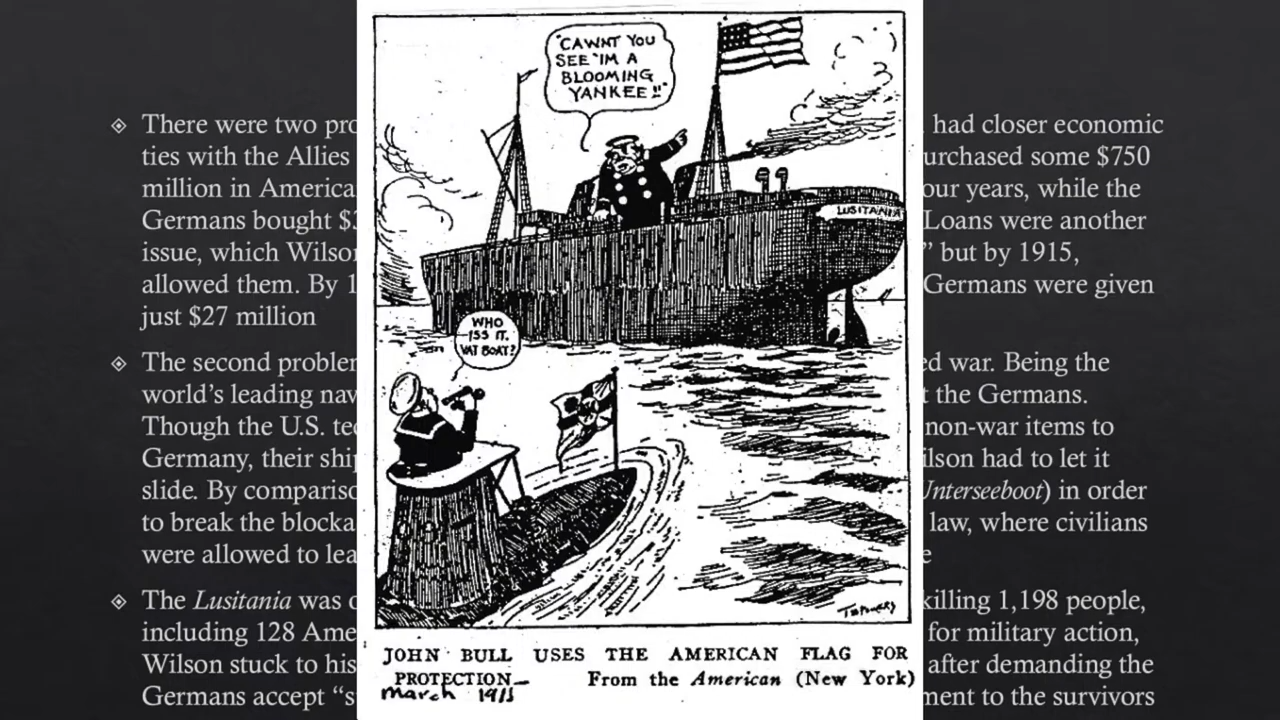 There were two pro
ties with the Allies
million in America
Germans bought $3
issue, which Wilson
allowed them. By 1
just $27 million
The second problem
world's leading nav
Though the U.S. tec
Germany, their ship
slide. By compariso
to break the blocka
were allowed to lea
The Lusitania was
including 128 Ame
Wilson stuck to his
Germans accept "s
"CAWNT YOU
SEE 'IM A
BLOOMING
YANKEE!!"
LUSITANIA
WHO
ISS IT,
VAT BOAT?
JOHN BULL USES THE AMERICAN FLAG FOR
PROTECTION— From the American (New York)
March 1915
had closer economic
urchased some $750
our years, while the
Loans were another
" but by 1915,
Germans were given
ed war. Being the
t the Germans.
non-war items to
ilson had to let it
Unterseeboot) in order
law, where civilians
e
killing 1,198 people,
for military action,
after demanding the
ment to the survivors